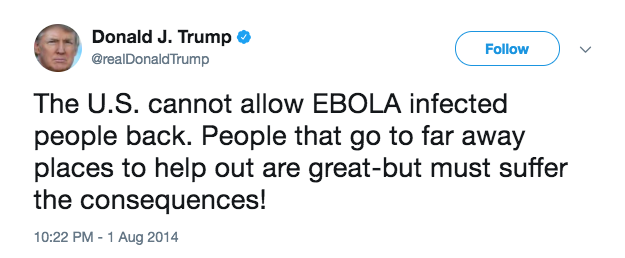 Donald J. Trump
@realDonaldTrump
Follow
The U.S. cannot allow EBOLA infected
people back. People that go to far away
places to help out are great-but must suffer
the consequences!
10:22 PM - 1 Aug 2014